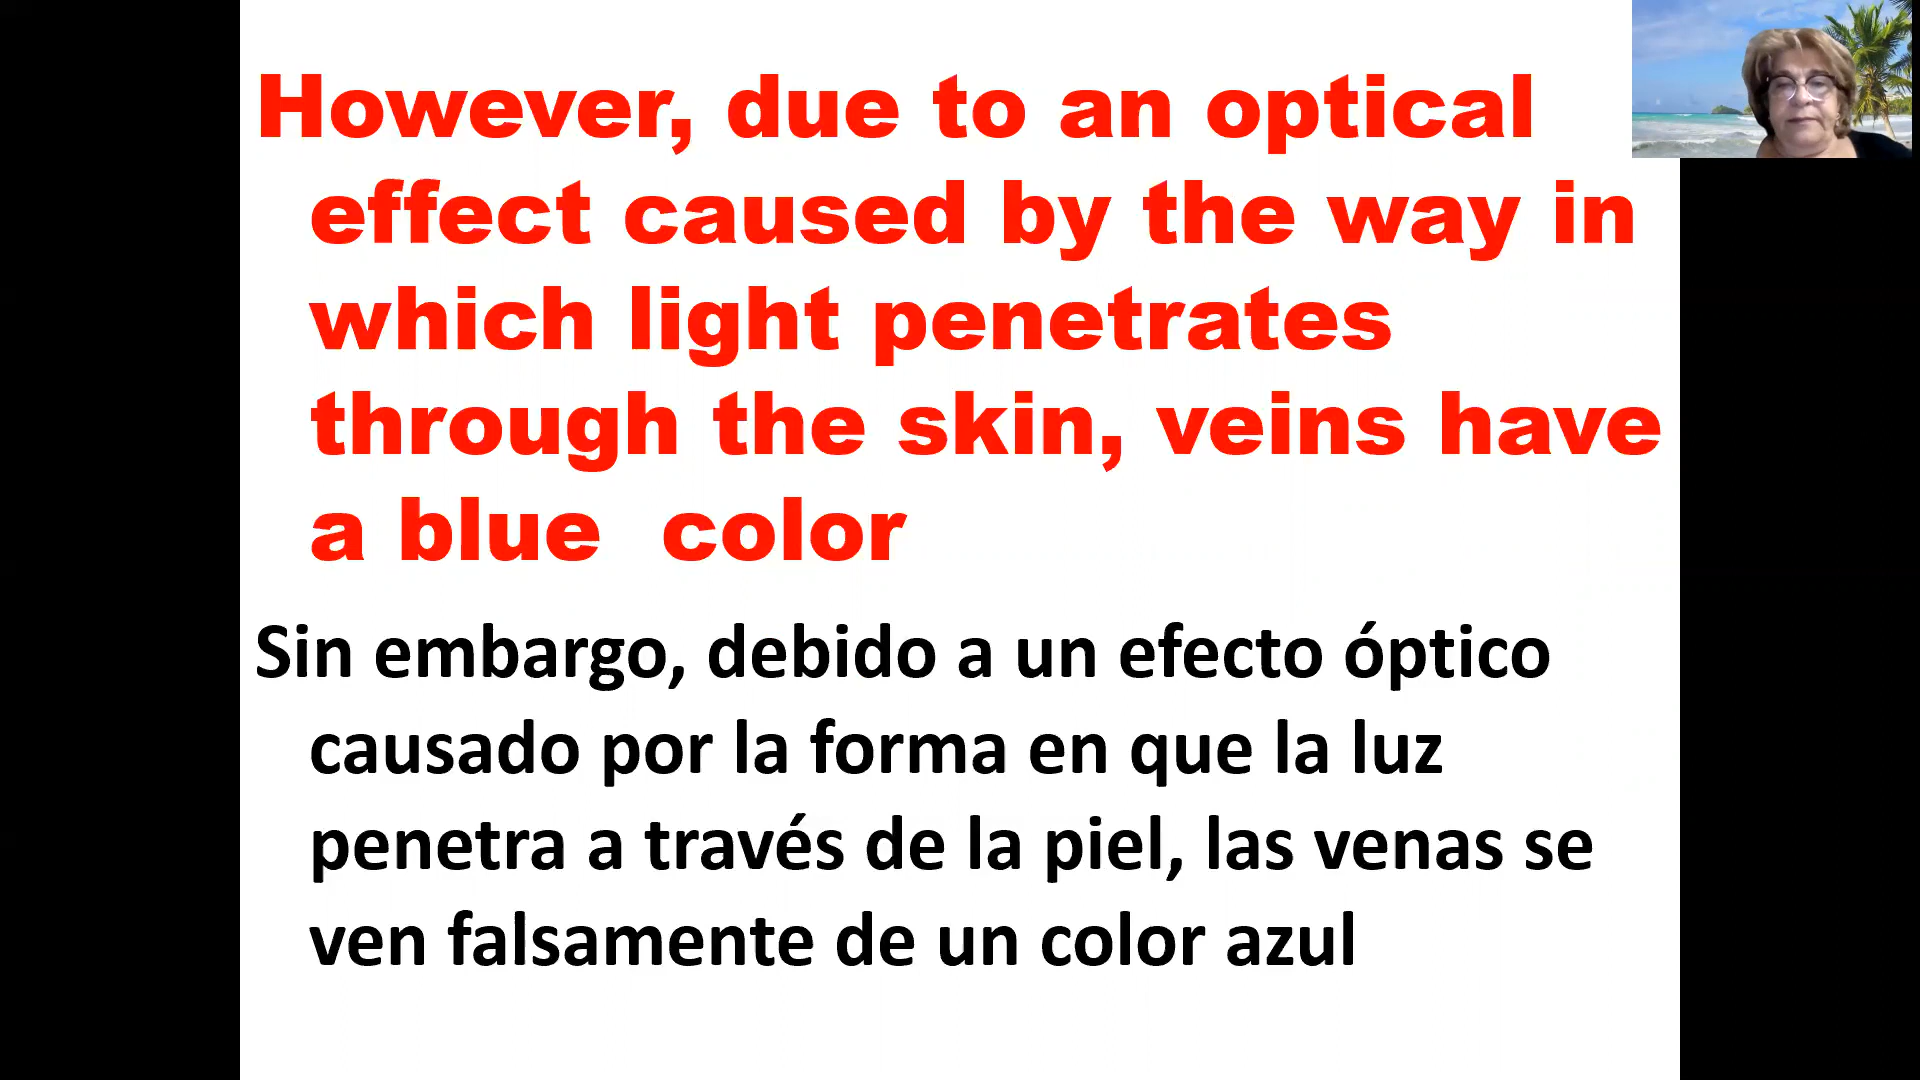 However, due to an optical
effect caused by the way in
which light penetrates
through the skin, veins have
a blue  color
Sin embargo, debido a un efecto óptico
causado por la forma en que la luz
penetra a través de la piel, las venas se
ven falsamente de un color azul